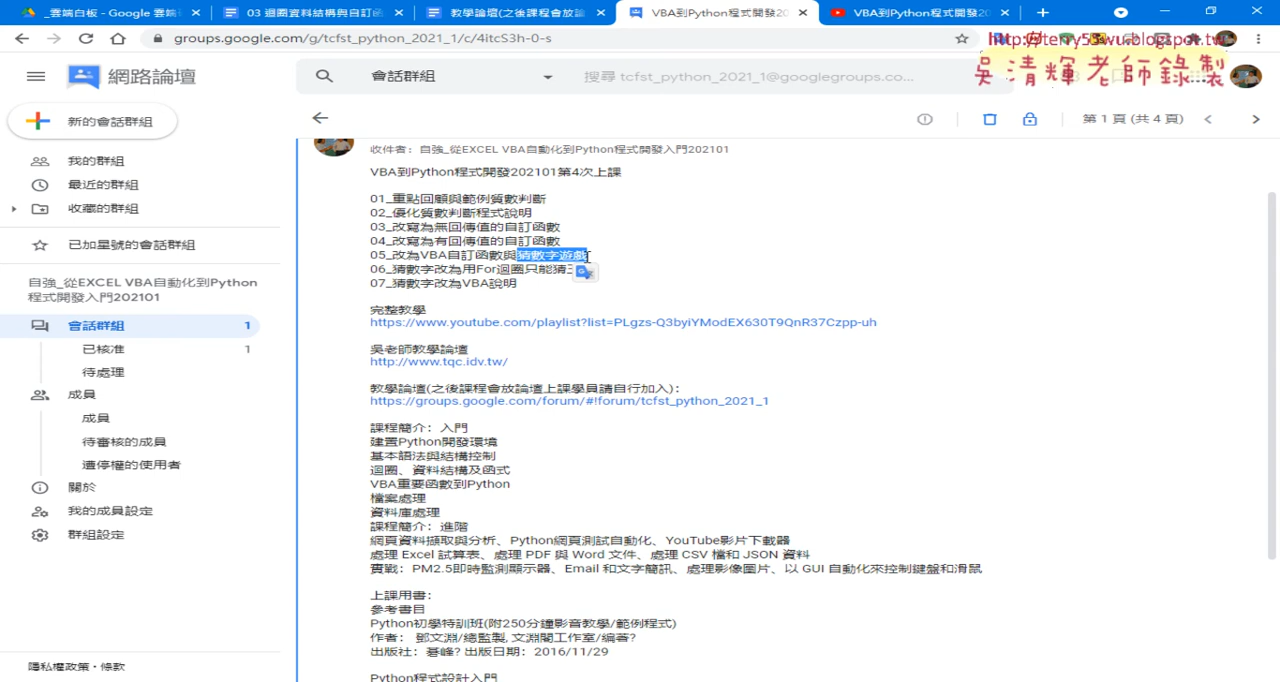 _雲端白板 - Google 雲端
03 迴圈資料結構與自訂函
教學論壇(之後課程會放論
VBA到Python程式開發20
VBA到Python程式開發20
groups.google.com/g/tcfst_python_2021_1/c/4itcS3h-0-s
http://terry55wu.blogspot.tw
吳清輝老師錄製
網路論壇
會話群組
搜尋 tcfst_python_2021_1@googlegroups.co...
新的會話群組
第 1 頁 (共 4 頁)
我的群組
最近的群組
收藏的群組
已加星號的會話群組
自強_從EXCEL VBA自動化到Python
程式開發入門202101
會話群組 1
已核准 1
待處理
成員
成員
待審核的成員
遭停權的使用者
關於
我的成員設定
群組設定
隱私權政策・條款
收件者: 自強_從EXCEL VBA自動化到Python程式開發入門202101
VBA到Python程式開發202101第4次上課
01_重點回顧與範例質數判斷
02_優化質數判斷程式說明
03_改寫為無回傳值的自訂函數
04_改寫為有回傳值的自訂函數
05_改為VBA自訂函數與猜數字遊戲
06_猜數字改為用For迴圈只能猜三
07_猜數字改為VBA說明
完整教學
https://www.youtube.com/playlist?list=PLgzs-Q3byiYModEX630T9QnR37Czpp-uh
吳老師教學論壇
http://www.tqc.idv.tw/
教學論壇(之後課程會放論壇上課學員請自行加入):
https://groups.google.com/forum/#!forum/tcfst_python_2021_1
課程簡介: 入門
建置Python開發環境
基本語法與結構控制
迴圈、資料結構及函式
VBA重要函數到Python
檔案處理
資料庫處理
課程簡介: 進階
網頁資料擷取與分析、Python網頁測試自動化、YouTube影片下載器
處理 Excel 試算表、處理 PDF 與 Word 文件、處理 CSV 檔和 JSON 資料
實戰: PM2.5即時監測顯示器、Email 和文字簡訊、處理影像圖片、以 GUI 自動化來控制鍵盤和滑鼠
上課用書:
參考書目
Python初學特訓班(附250分鐘影音教學/範例程式)
作者: 鄧文淵/總監製, 文淵閣工作室/編著?
出版社: 碁峰? 出版日期: 2016/11/29
Python程式設計入門